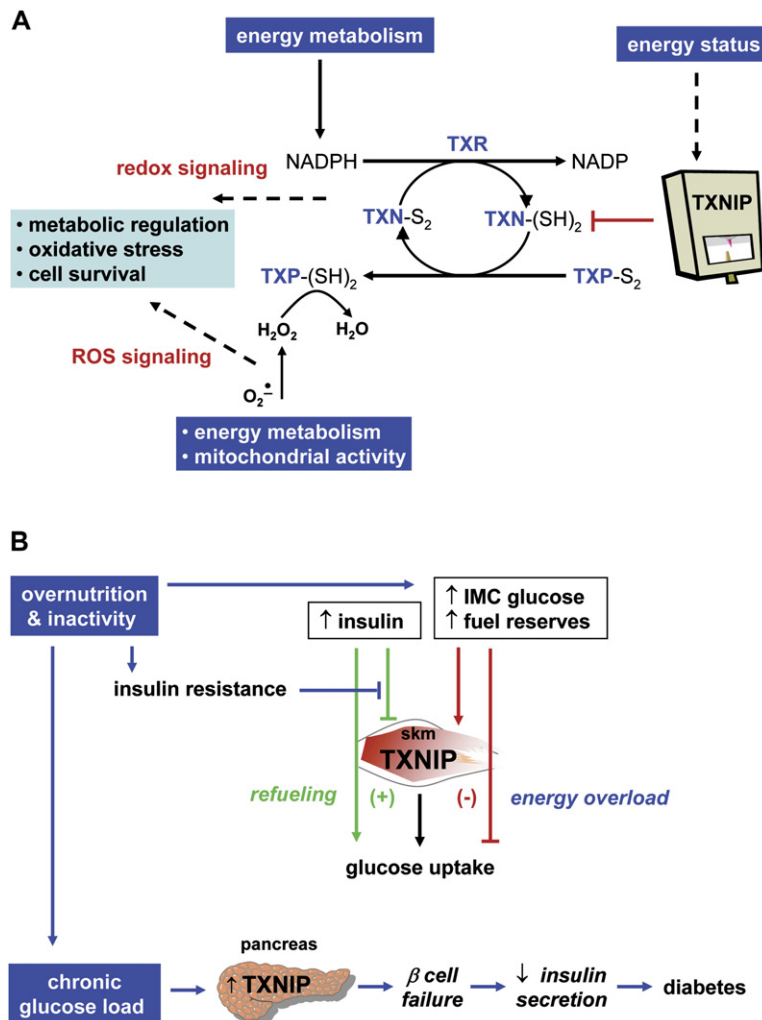 A
energy metabolism
energy status
TXR
NADPH
NADP
redox signaling
TXNIP
TXN-S₂
TXN-(SH)₂
• metabolic regulation
• oxidative stress
• cell survival
TXP-(SH)₂
TXP-S₂
H₂O₂
H₂O
ROS signaling
O₂•−
• energy metabolism
• mitochondrial activity
B
overnutrition
& inactivity
↑ IMC glucose
↑ fuel reserves
↑ insulin
insulin resistance
skm
TXNIP
refueling
(+)
(-)
energy overload
glucose uptake
pancreas
chronic
glucose load
↑ TXNIP
β cell
failure
↓ insulin
secretion
diabetes